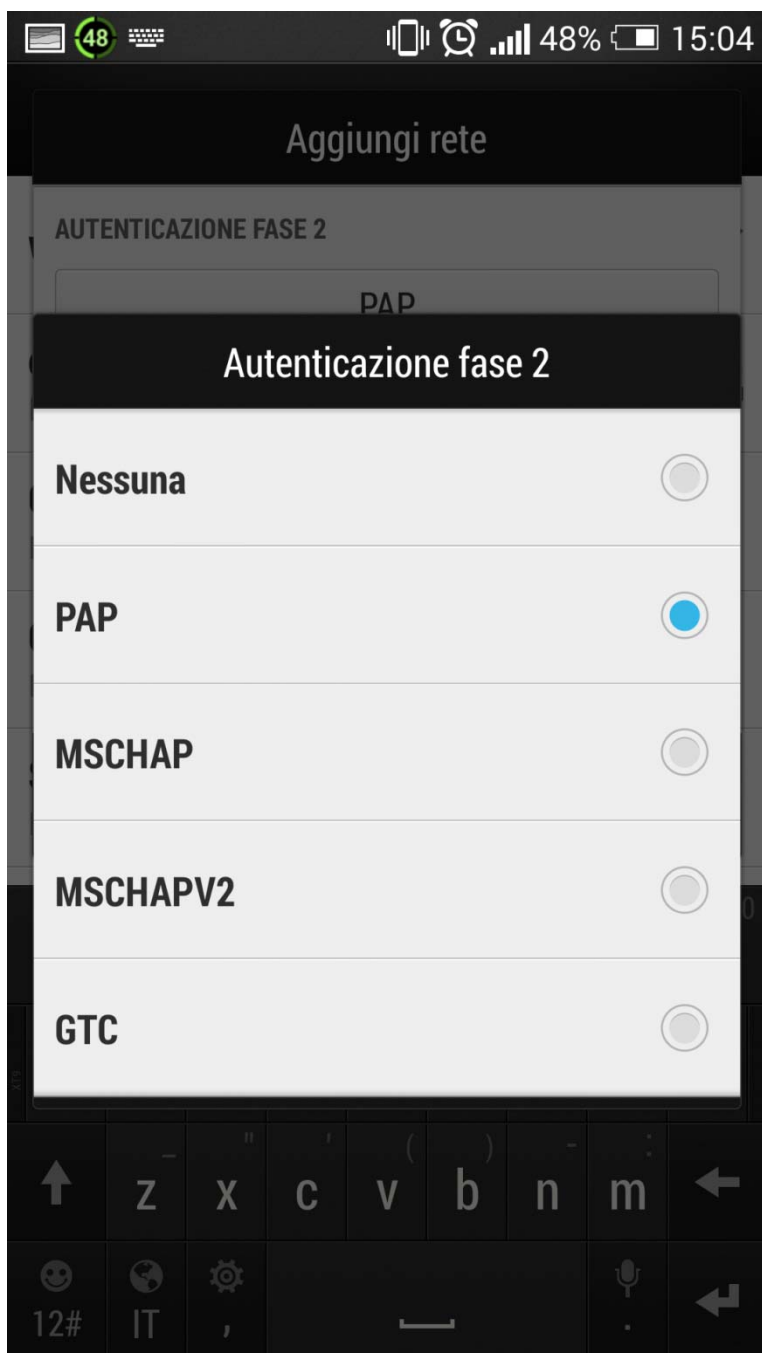 48 48% 15:04
Aggiungi rete
AUTENTICAZIONE FASE 2
PAP
Autenticazione fase 2
Nessuna
PAP
MSCHAP
MSCHAPV2
GTC
XT9
_ " ' ( ) - :
z x c v b n m
12# IT , .